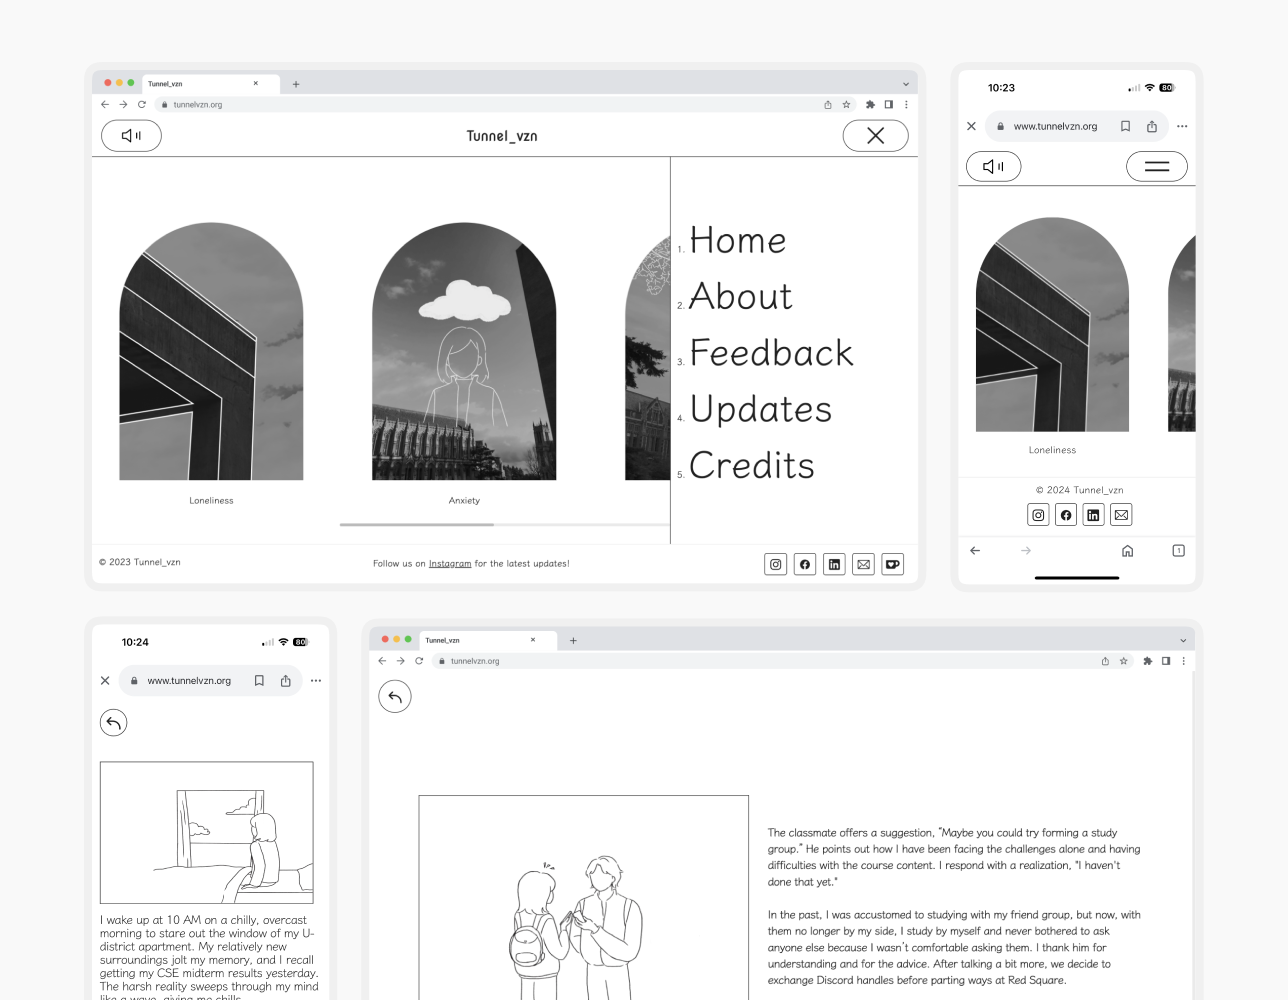 Tunnel_vzn
tunnelvzn.org
Tunnel_vzn
1. Home
2. About
3. Feedback
4. Updates
5. Credits
Loneliness
Anxiety
© 2023 Tunnel_vzn
Follow us on Instagram for the latest updates!
10:23
80
www.tunnelvzn.org
Loneliness
© 2024 Tunnel_vzn
1
10:24
80
www.tunnelvzn.org
I wake up at 10 AM on a chilly, overcast
morning to stare out the window of my U-
district apartment. My relatively new
surroundings jolt my memory, and I recall
getting my CSE midterm results yesterday.
The harsh reality sweeps through my mind
like a wave, giving me chills.
Tunnel_vzn
tunnelvzn.org
The classmate offers a suggestion, "Maybe you could try forming a study
group." He points out how I have been facing the challenges alone and having
difficulties with the course content. I respond with a realization, "I haven't
done that yet."
In the past, I was accustomed to studying with my friend group, but now, with
them no longer by my side, I study by myself and never bothered to ask
anyone else because I wasn't comfortable asking them. I thank him for
understanding and for the advice. After talking a bit more, we decide to
exchange Discord handles before parting ways at Red Square.